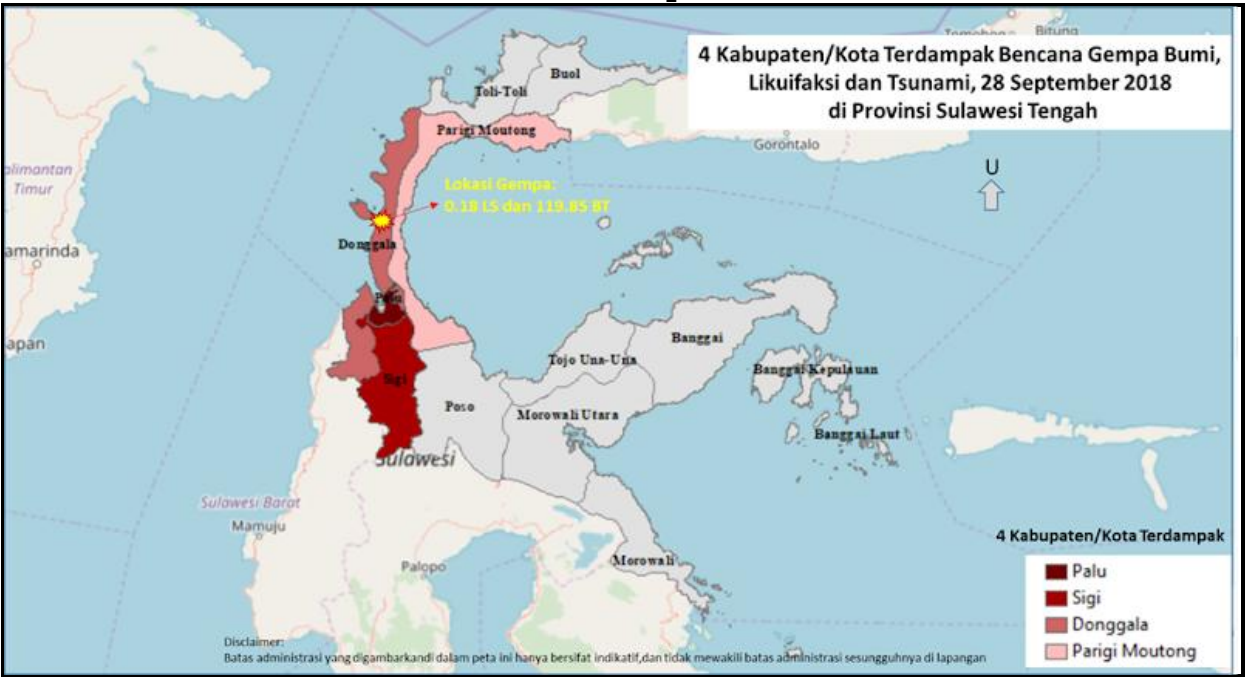 4 Kabupaten/Kota Terdampak Bencana Gempa Bumi,
Likuifaksi dan Tsunami, 28 September 2018
di Provinsi Sulawesi Tengah
Bitung
Buol
Toli-Toli
Parigi Moutong
Gorontalo
U
alimantan
Timur
Lokasi Gempa:
0.18 LS dan 119.85 BT
Donggala
amarinda
Palu
apan
Banggai
Tojo Una-Una
Banggai Kepulauan
Sigi
Poso
Morowali Utara
Banggai Laut
Sulawesi
Sulawesi Barat
Mamuju
Palopo
Morowali
4 Kabupaten/Kota Terdampak
Palu
Sigi
Donggala
Parigi Moutong
Disclaimer:
Batas administrasi yang digambarkandi dalam peta ini hanya bersifat indikatif,dan tidak mewakili batas administrasi sesungguhnya di lapangan